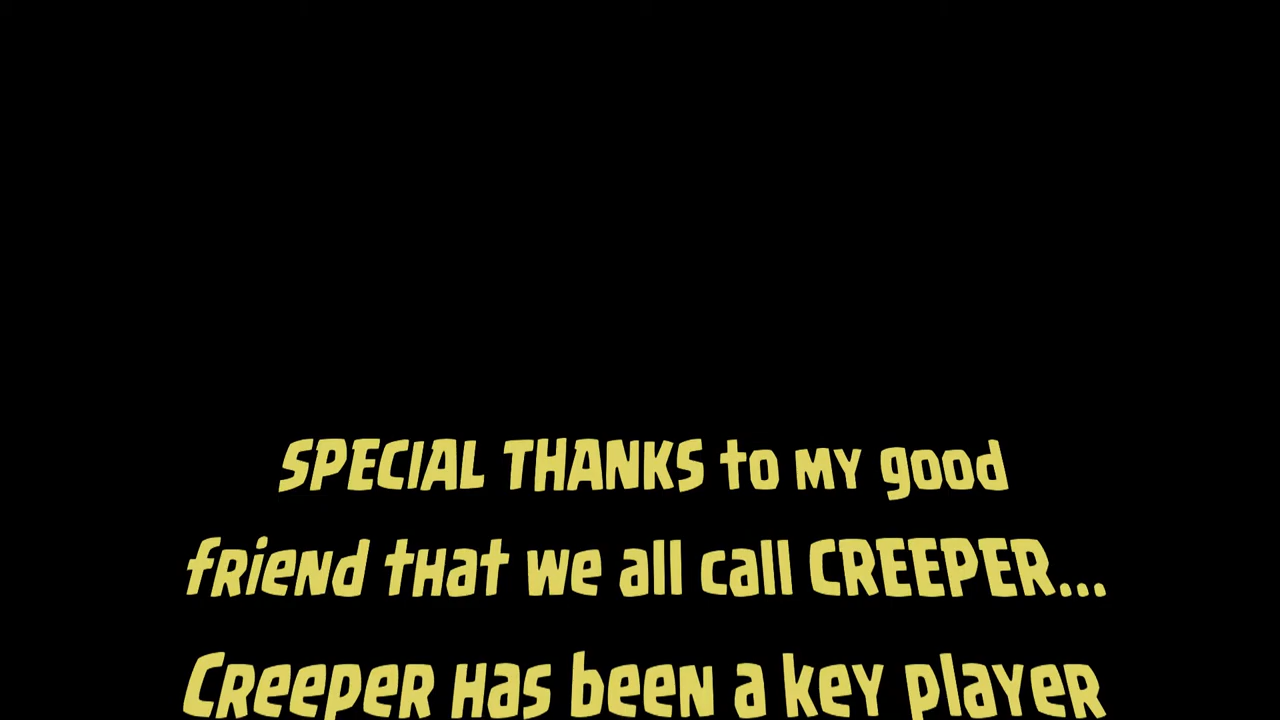 SPECIAL THANKS to my good
friend that we all call CREEPER...
Creeper has been a key player